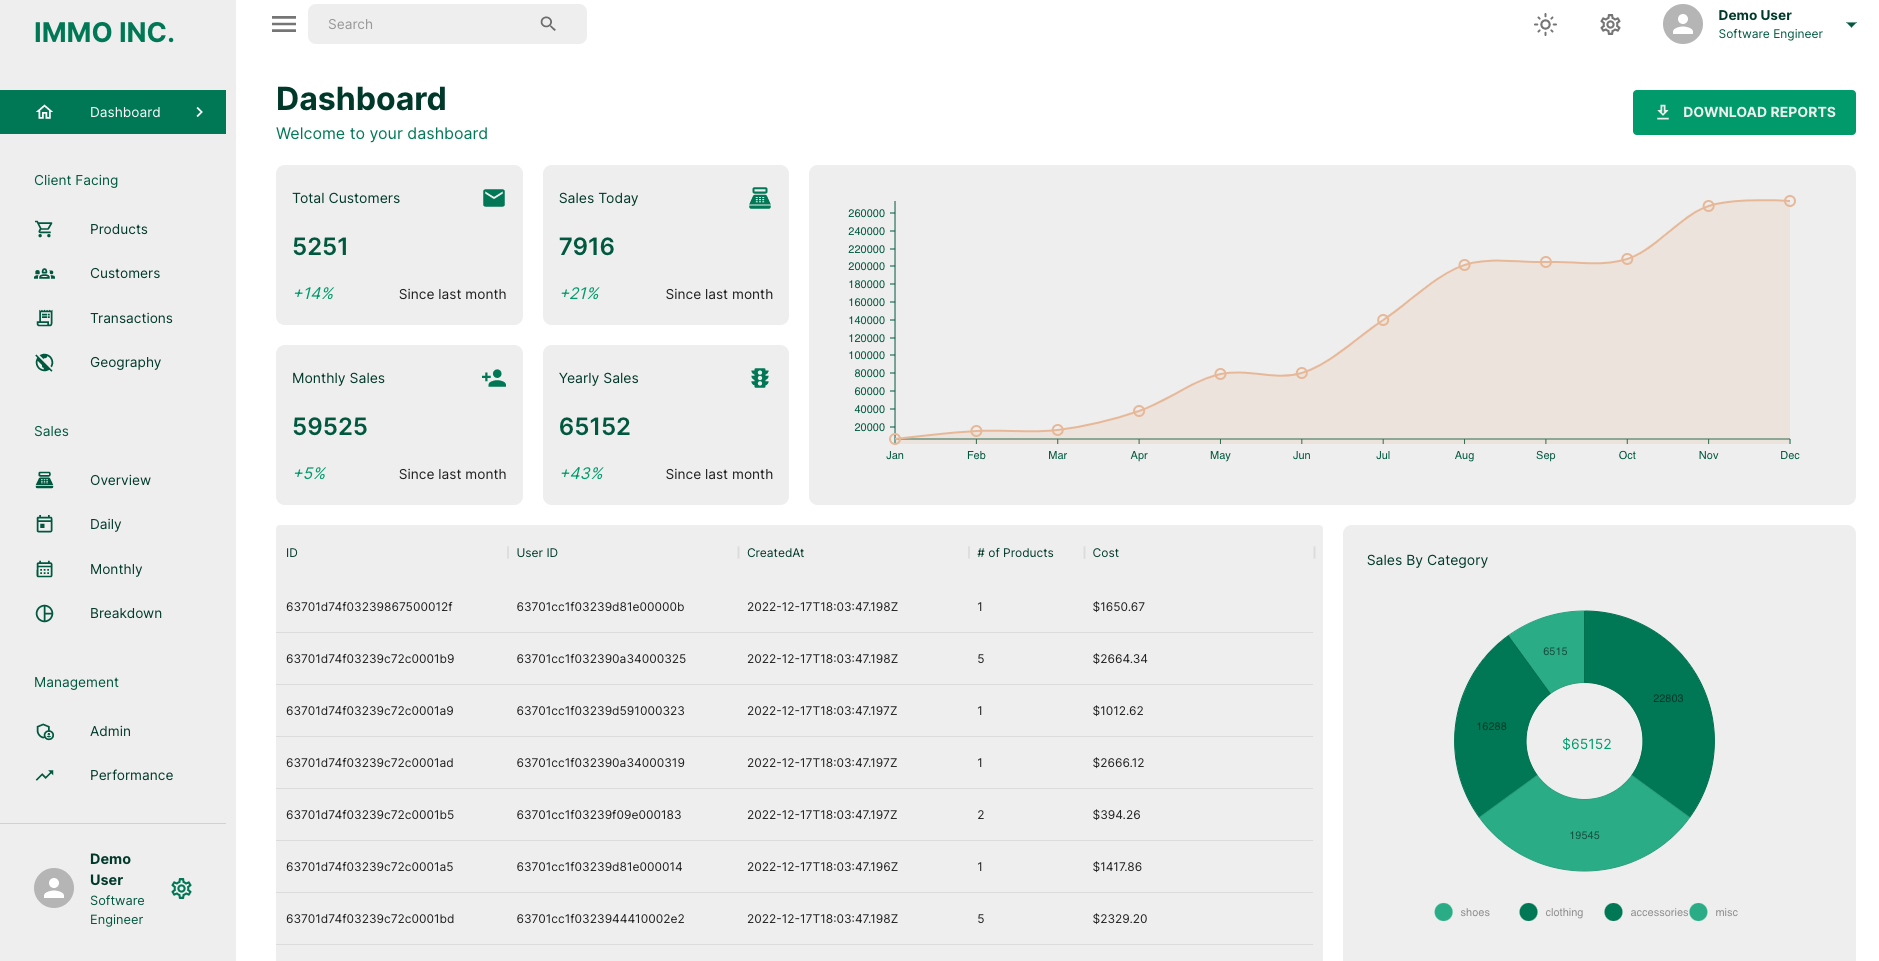 IMMO INC.
Search
Demo User
Software Engineer
Dashboard
Client Facing
Products
Customers
Transactions
Geography
Sales
Overview
Daily
Monthly
Breakdown
Management
Admin
Performance
Demo
User
Software
Engineer
Dashboard
Welcome to your dashboard
DOWNLOAD REPORTS
Total Customers
5251
+14% Since last month
Sales Today
7916
+21% Since last month
Monthly Sales
59525
+5% Since last month
Yearly Sales
65152
+43% Since last month
260000
240000
220000
200000
180000
160000
140000
120000
100000
80000
60000
40000
20000
Jan Feb Mar Apr May Jun Jul Aug Sep Oct Nov Dec
ID User ID CreatedAt # of Products Cost
63701d74f03239867500012f 63701cc1f03239d81e00000b 2022-12-17T18:03:47.198Z 1 $1650.67
63701d74f03239c72c0001b9 63701cc1f032390a34000325 2022-12-17T18:03:47.198Z 5 $2664.34
63701d74f03239c72c0001a9 63701cc1f03239d591000323 2022-12-17T18:03:47.197Z 1 $1012.62
63701d74f03239c72c0001ad 63701cc1f032390a34000319 2022-12-17T18:03:47.197Z 1 $2666.12
63701d74f03239c72c0001b5 63701cc1f03239f09e000183 2022-12-17T18:03:47.197Z 2 $394.26
63701d74f03239c72c0001a5 63701cc1f03239d81e000014 2022-12-17T18:03:47.196Z 1 $1417.86
63701d74f03239c72c0001bd 63701cc1f0323944410002e2 2022-12-17T18:03:47.198Z 5 $2329.20
Sales By Category
6515
22803
16288
$65152
19545
shoes clothing accessories misc